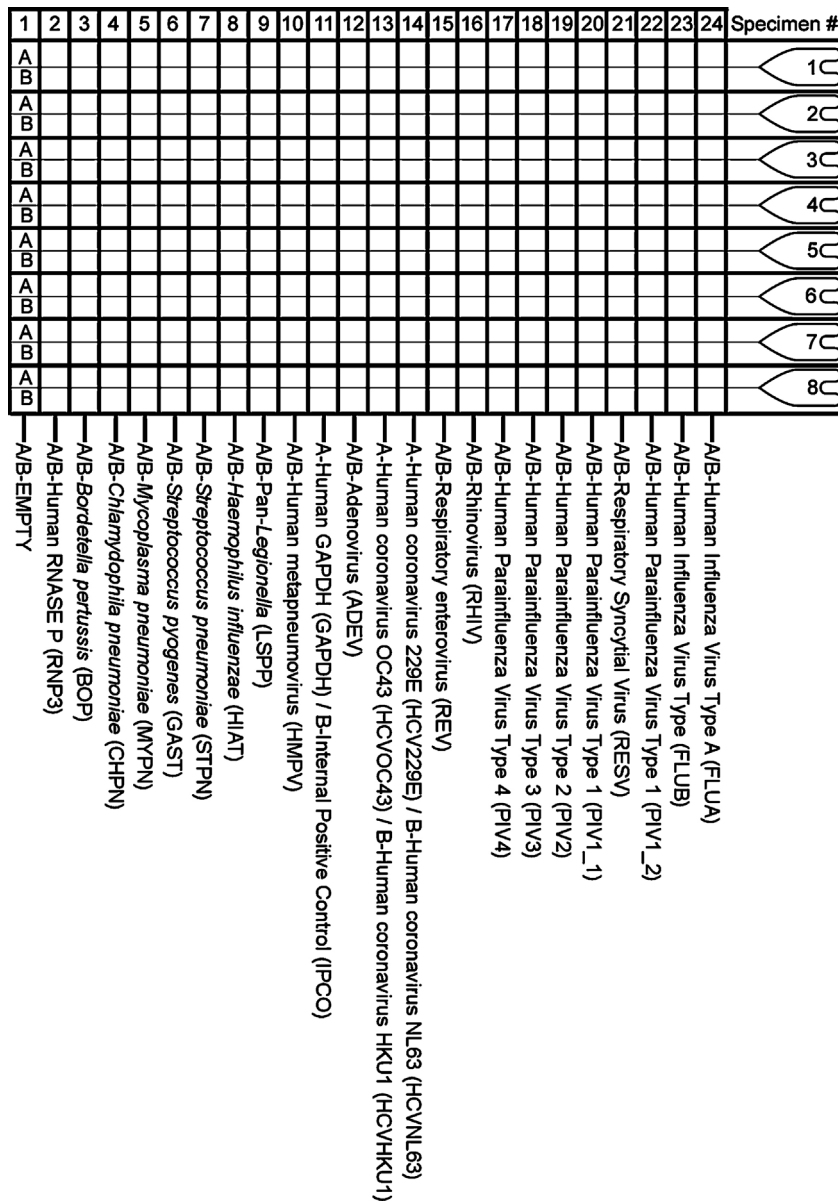 1 2 3 4 5 6 7 8 9 10 11 12 13 14 15 16 17 18 19 20 21 22 23 24 Specimen #
A
B
1
A
B
2
A
B
3
A
B
4
A
B
5
A
B
6
A
B
7
A
B
8
A/B-EMPTY
A/B-Human RNASE P (RNP3)
A/B-Bordetella pertussis (BOP)
A/B-Chlamydophila pneumoniae (CHPN)
A/B-Mycoplasma pneumoniae (MYPN)
A/B-Streptococcus pyogenes (GAST)
A/B-Streptococcus pneumoniae (STPN)
A/B-Haemophilus influenzae (HIAT)
A/B-Pan-Legionella (LSPP)
A/B-Human metapneumovirus (HMPV)
A-Human GAPDH (GAPDH) / B-Internal Positive Control (IPCO)
A/B-Adenovirus (ADEV)
A-Human coronavirus OC43 (HCVOC43) / B-Human coronavirus HKU1 (HCVHKU1)
A-Human coronavirus 229E (HCV229E) / B-Human coronavirus NL63 (HCVNL63)
A/B-Respiratory enterovirus (REV)
A/B-Rhinovirus (RHIV)
A/B-Human Parainfluenza Virus Type 4 (PIV4)
A/B-Human Parainfluenza Virus Type 3 (PIV3)
A/B-Human Parainfluenza Virus Type 2 (PIV2)
A/B-Human Parainfluenza Virus Type 1 (PIV1_1)
A/B-Respiratory Syncytial Virus (RESV)
A/B-Human Parainfluenza Virus Type 1 (PIV1_2)
A/B-Human Influenza Virus Type (FLUB)
A/B-Human Influenza Virus Type A (FLUA)